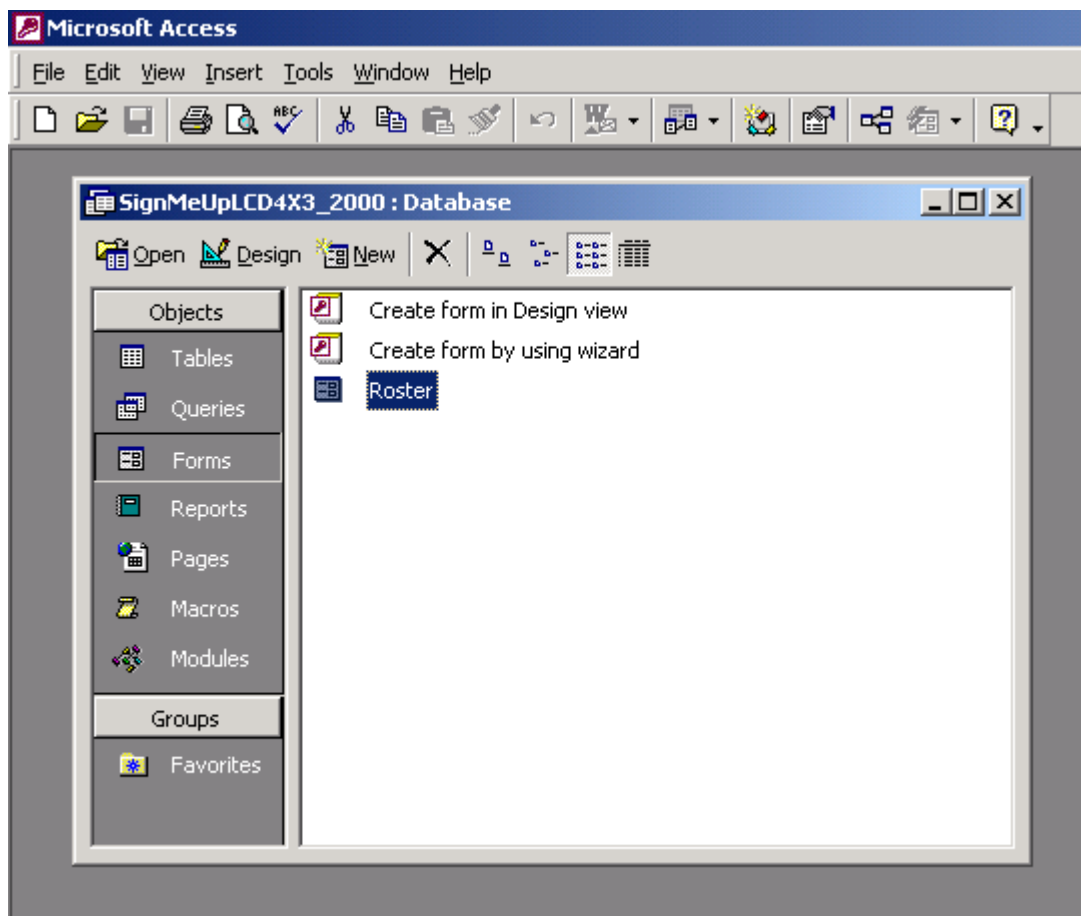 Microsoft Access
File Edit View Insert Tools Window Help
ABC
SignMeUpLCD4X3_2000 : Database
Open Design New
Objects
Tables
Queries
Forms
Reports
Pages
Macros
Modules
Groups
Favorites
Create form in Design view
Create form by using wizard
Roster